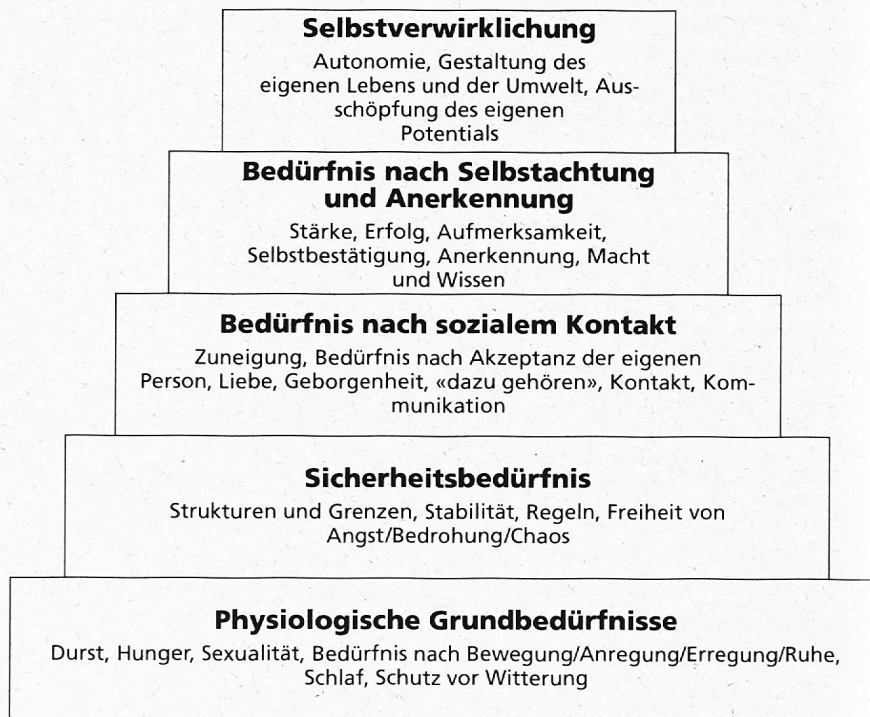 Selbstverwirklichung
Autonomie, Gestaltung des
eigenen Lebens und der Umwelt, Aus-
schöpfung des eigenen
Potentials
Bedürfnis nach Selbstachtung
und Anerkennung
Stärke, Erfolg, Aufmerksamkeit,
Selbstbestätigung, Anerkennung, Macht
und Wissen
Bedürfnis nach sozialem Kontakt
Zuneigung, Bedürfnis nach Akzeptanz der eigenen
Person, Liebe, Geborgenheit, «dazu gehören», Kontakt, Kom-
munikation
Sicherheitsbedürfnis
Strukturen und Grenzen, Stabilität, Regeln, Freiheit von
Angst/Bedrohung/Chaos
Physiologische Grundbedürfnisse
Durst, Hunger, Sexualität, Bedürfnis nach Bewegung/Anregung/Erregung/Ruhe,
Schlaf, Schutz vor Witterung